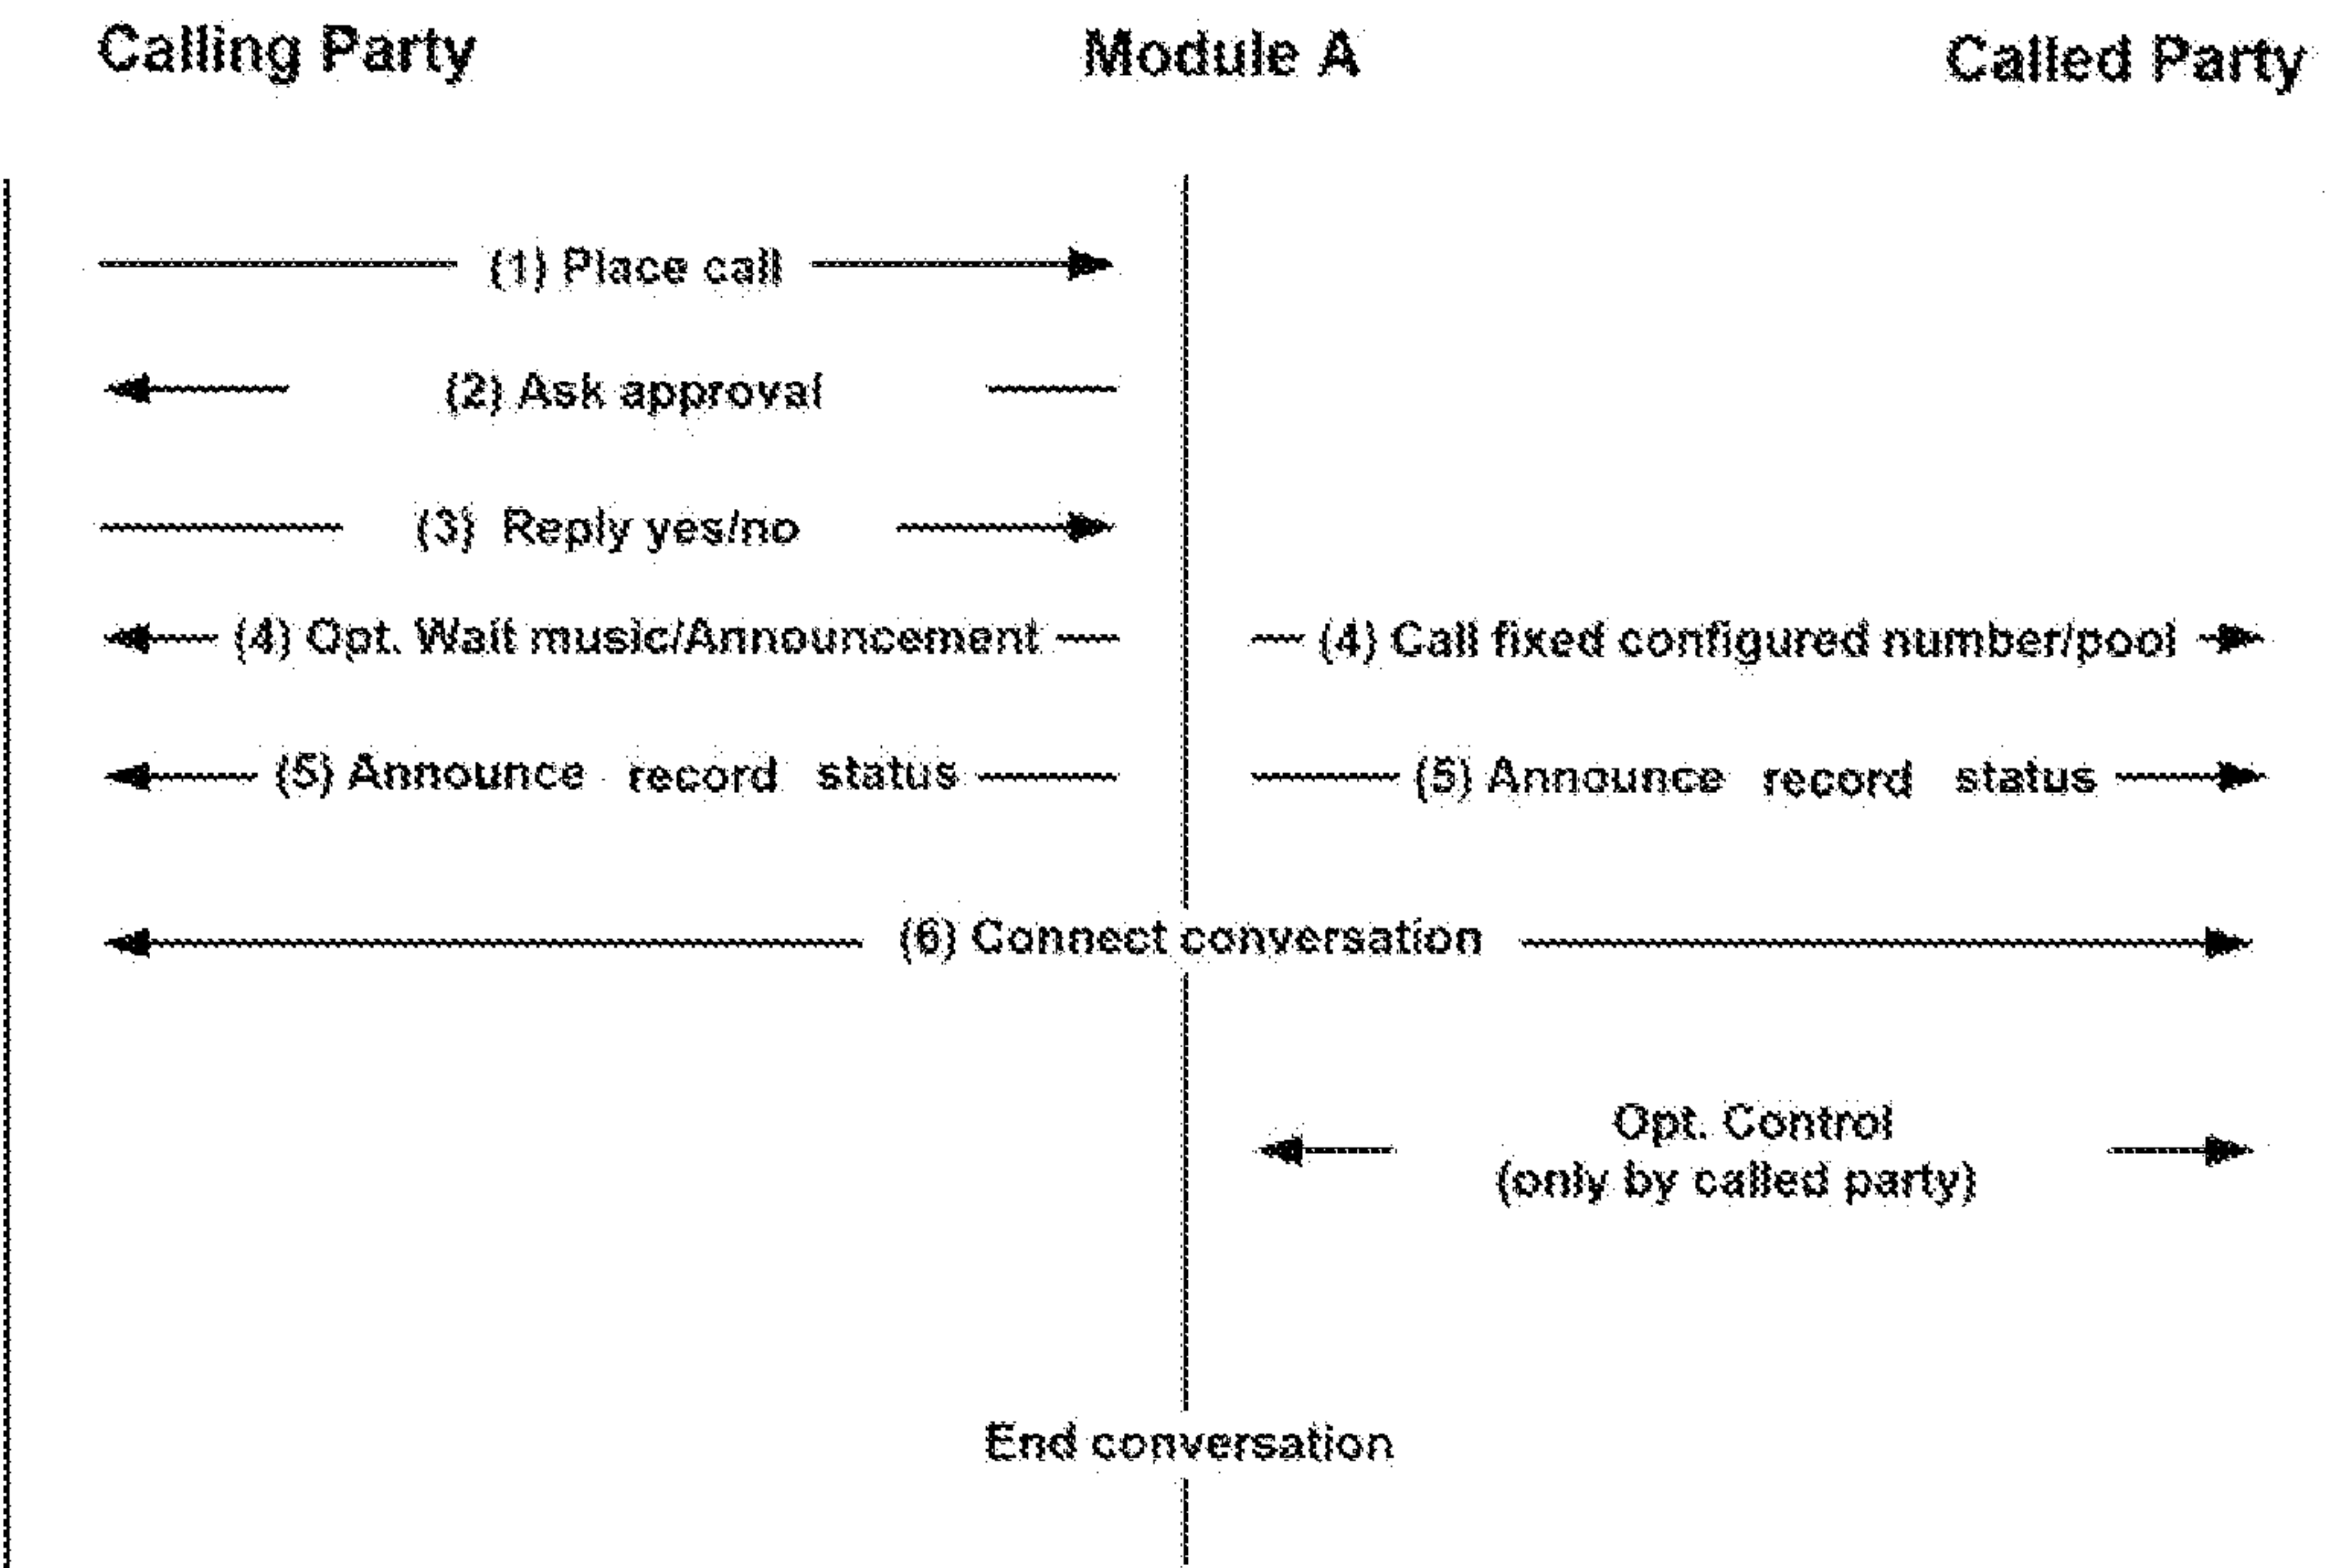 Calling Party Module A Called Party
(1) Place call
(2) Ask approval
(3) Reply yes/no
(4) Opt. Wait music/Announcement (4) Call fixed configured number/pool
(5) Announce record status (5) Announce record status
(6) Connect conversation
Opt. Control
(only by called party)
End conversation